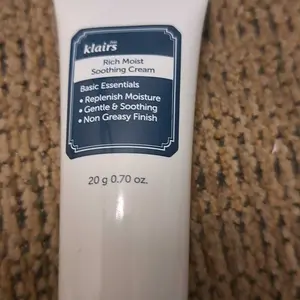 klairs
Rich Moist
Soothing Cream
Basic Essentials
• Replenish Moisture
• Gentle & Soothing
• Non Greasy Finish
20 g 0.70 oz.